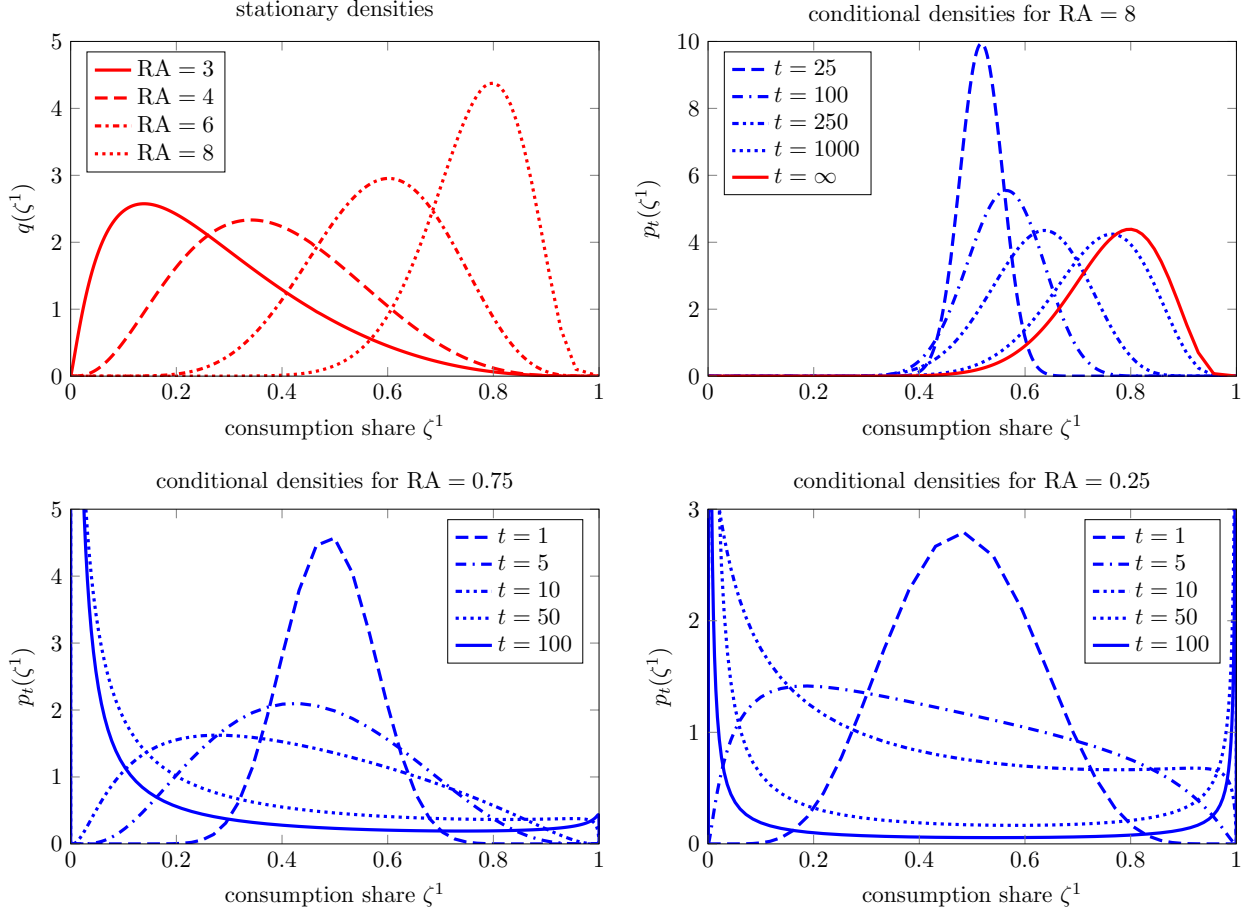 stationary densities
q(ζ¹)
5
4
3
2
1
0
RA = 3
RA = 4
RA = 6
RA = 8
0 0.2 0.4 0.6 0.8 1
consumption share ζ¹
conditional densities for RA = 8
pₜ(ζ¹)
10
8
6
4
2
0
t = 25
t = 100
t = 250
t = 1000
t = ∞
0 0.2 0.4 0.6 0.8 1
consumption share ζ¹
conditional densities for RA = 0.75
pₜ(ζ¹)
5
4
3
2
1
0
t = 1
t = 5
t = 10
t = 50
t = 100
0 0.2 0.4 0.6 0.8 1
consumption share ζ¹
conditional densities for RA = 0.25
pₜ(ζ¹)
3
2
1
0
t = 1
t = 5
t = 10
t = 50
t = 100
0 0.2 0.4 0.6 0.8 1
consumption share ζ¹